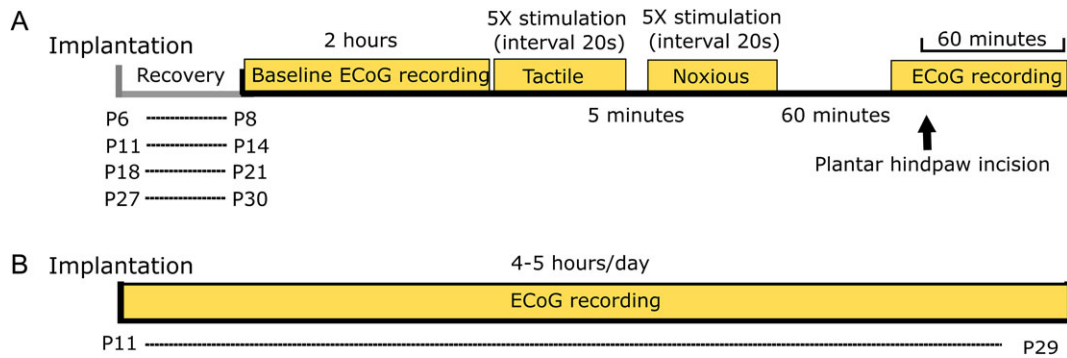 A
Implantation
Recovery
2 hours
Baseline ECoG recording
5X stimulation
(interval 20s)
Tactile
5X stimulation
(interval 20s)
Noxious
60 minutes
ECoG recording
5 minutes
60 minutes
Plantar hindpaw incision
P6 P8
P11 P14
P18 P21
P27 P30
B
Implantation
4-5 hours/day
ECoG recording
P11 P29